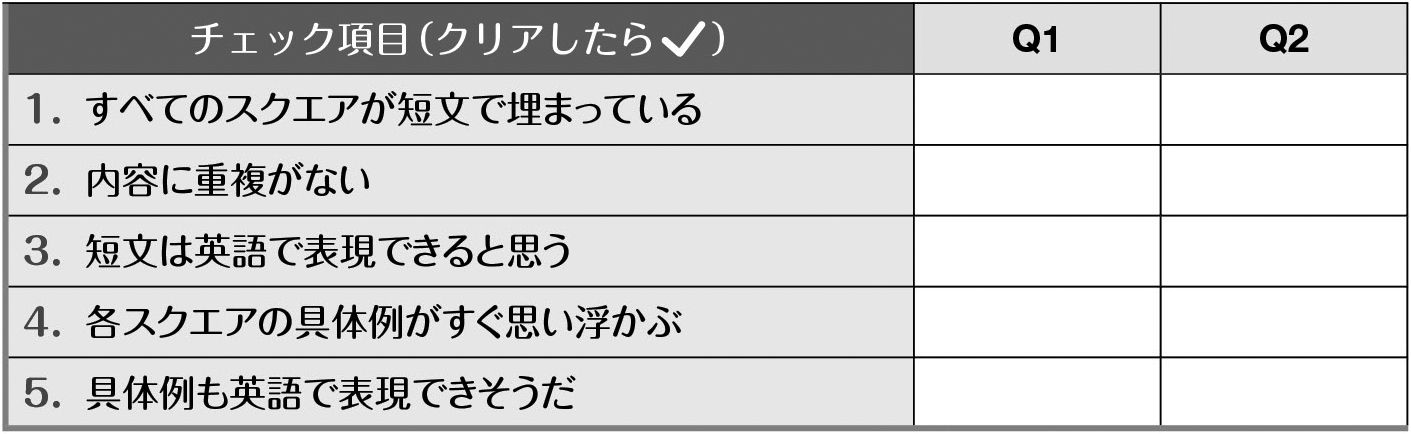 チェック項目（クリアしたら✓） Q1 Q2
1. すべてのスクエアが短文で埋まっている
2. 内容に重複がない
3. 短文は英語で表現できると思う
4. 各スクエアの具体例がすぐ思い浮かぶ
5. 具体例も英語で表現できそうだ